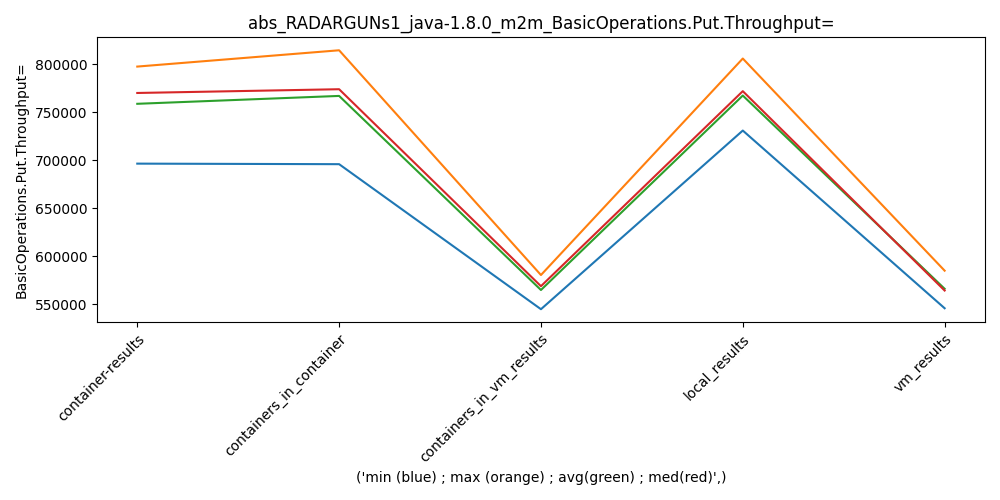 abs_RADARGUNs1_java-1.8.0_m2m_BasicOperations.Put.Throughput=
BasicOperations.Put.Throughput=
800000
750000
700000
650000
600000
550000
container-results
containers_in_container
containers_in_vm_results
local_results
vm_results
('min (blue) ; max (orange) ; avg(green) ; med(red)',)